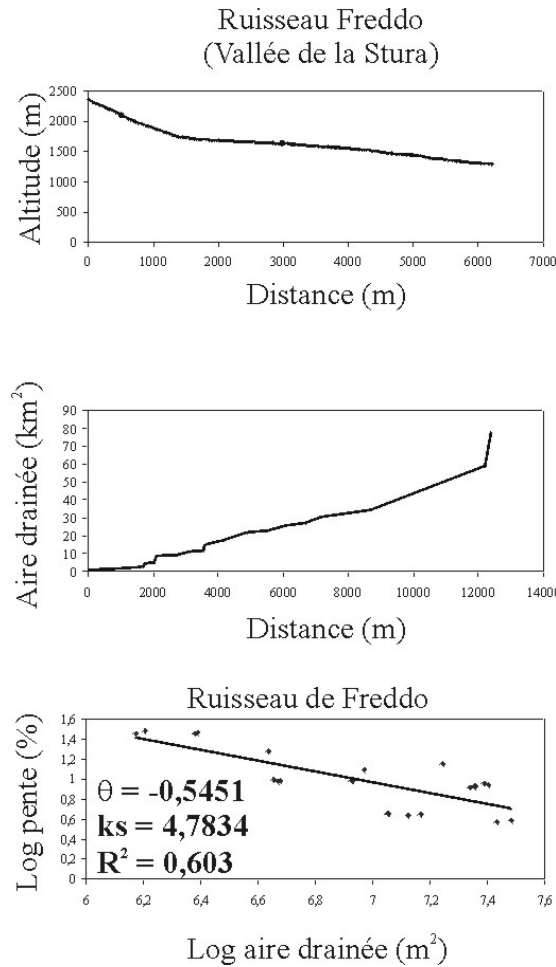 Ruisseau Freddo
(Vallée de la Stura)
Altitude (m)
2500
2000
1500
1000
500
0
0 1000 2000 3000 4000 5000 6000 7000
Distance (m)
Aire drainée (km²)
90
80
70
60
50
40
30
20
10
0
0 2000 4000 6000 8000 10000 12000 14000
Distance (m)
Ruisseau de Freddo
Log pente (%)
1,6
1,4
1,2
1
0,8
0,6
0,4
0,2
0
θ = -0,5451
ks = 4,7834
R² = 0,603
6 6,2 6,4 6,6 6,8 7 7,2 7,4 7,6
Log aire drainée (m²)